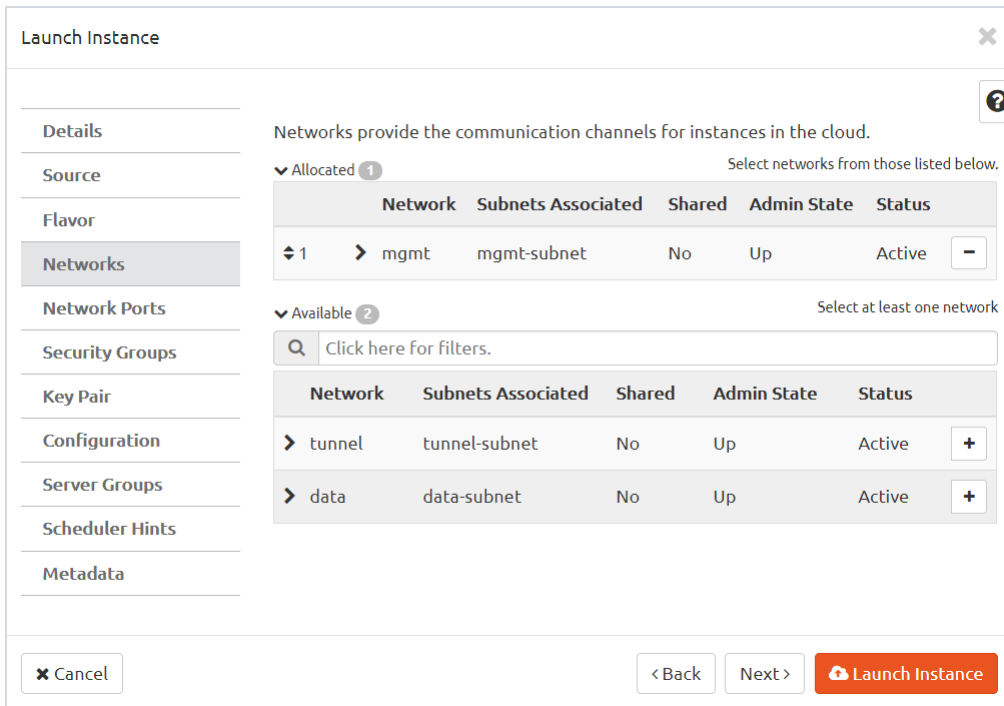 Launch Instance
Details
Source
Flavor
Networks
Network Ports
Security Groups
Key Pair
Configuration
Server Groups
Scheduler Hints
Metadata
Networks provide the communication channels for instances in the cloud.
Allocated 1 Select networks from those listed below.
Network Subnets Associated Shared Admin State Status
1 mgmt mgmt-subnet No Up Active
Available 2 Select at least one network
Click here for filters.
Network Subnets Associated Shared Admin State Status
tunnel tunnel-subnet No Up Active
data data-subnet No Up Active
Cancel < Back Next > Launch Instance